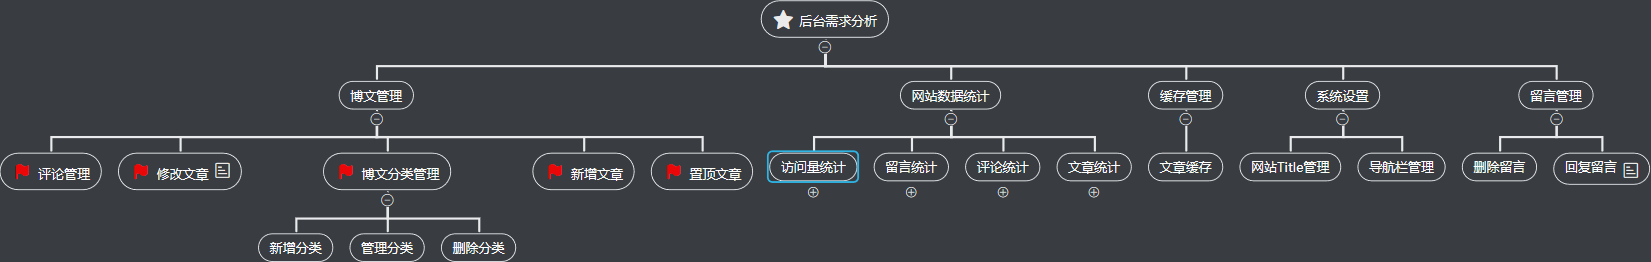 后台需求分析
博文管理
网站数据统计
缓存管理
系统设置
留言管理
评论管理
修改文章
博文分类管理
新增文章
置顶文章
访问量统计
留言统计
评论统计
文章统计
文章缓存
网站Title管理
导航栏管理
删除留言
回复留言
新增分类
管理分类
删除分类